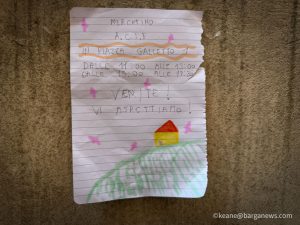 MERCATINO
IN PIAZZA GALLETTO
DALLE 11:00 ALLE 13:00
DALLE 15:00 ALLE 17:30
VENITE!
VI ASPETTIAMO!
©keane@barganews.com